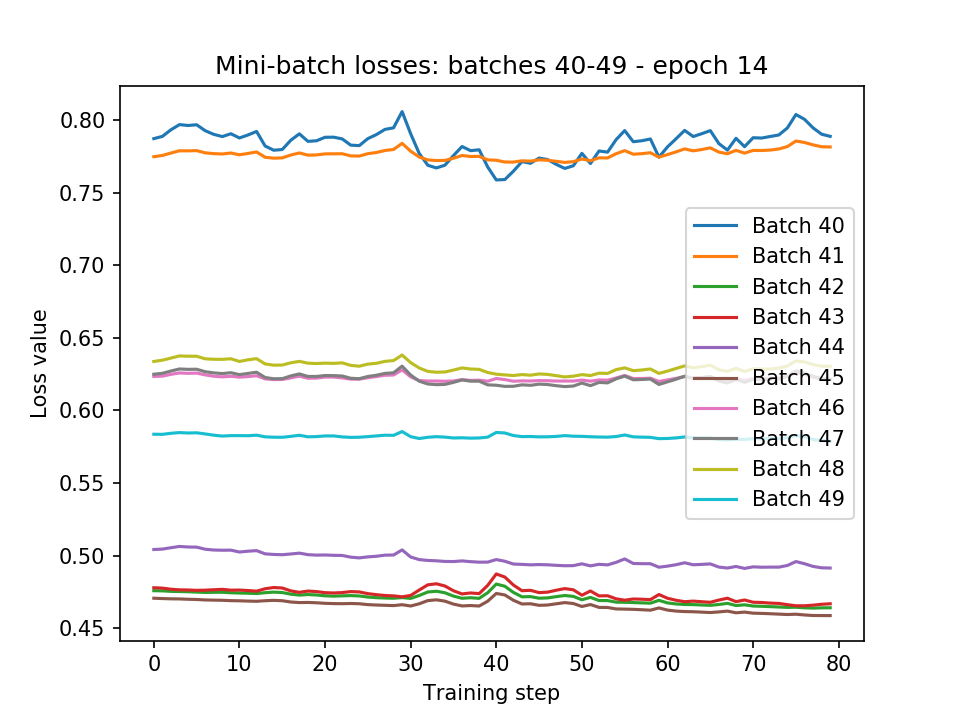 Mini-batch losses: batches 40-49 - epoch 14
0.80
0.75
0.70
0.65
0.60
0.55
0.50
0.45
Loss value
Batch 40
Batch 41
Batch 42
Batch 43
Batch 44
Batch 45
Batch 46
Batch 47
Batch 48
Batch 49
0 10 20 30 40 50 60 70 80
Training step